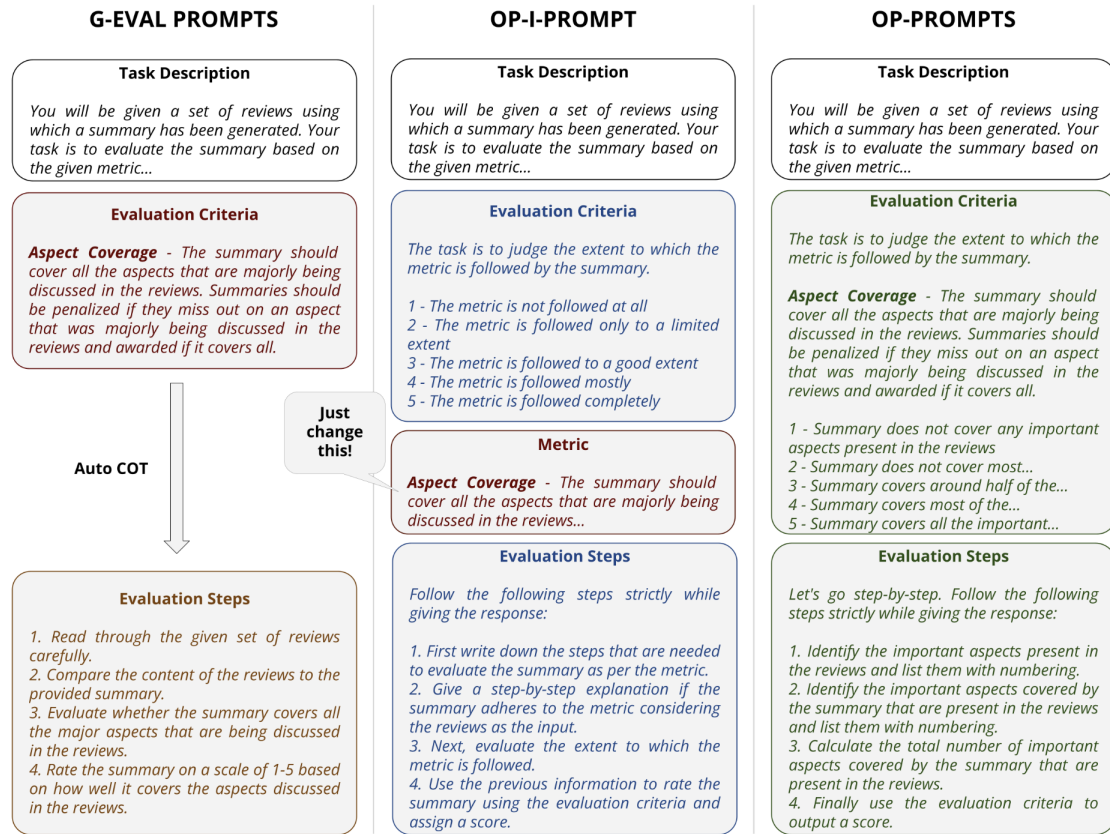 G-EVAL PROMPTS
Task Description
You will be given a set of reviews using
which a summary has been generated. Your
task is to evaluate the summary based on
the given metric...
Evaluation Criteria
Aspect Coverage - The summary should
cover all the aspects that are majorly being
discussed in the reviews. Summaries should
be penalized if they miss out on an aspect
that was majorly being discussed in the
reviews and awarded if it covers all.
Auto COT
Evaluation Steps
1. Read through the given set of reviews
carefully.
2. Compare the content of the reviews to the
provided summary.
3. Evaluate whether the summary covers all
the major aspects that are being discussed
in the reviews.
4. Rate the summary on a scale of 1-5 based
on how well it covers the aspects discussed
in the reviews.
OP-I-PROMPT
Task Description
You will be given a set of reviews using
which a summary has been generated. Your
task is to evaluate the summary based on
the given metric...
Evaluation Criteria
The task is to judge the extent to which the
metric is followed by the summary.
1 - The metric is not followed at all
2 - The metric is followed only to a limited
extent
3 - The metric is followed to a good extent
4 - The metric is followed mostly
5 - The metric is followed completely
Just
change
this!
Metric
Aspect Coverage - The summary should
cover all the aspects that are majorly being
discussed in the reviews...
Evaluation Steps
Follow the following steps strictly while
giving the response:
1. First write down the steps that are needed
to evaluate the summary as per the metric.
2. Give a step-by-step explanation if the
summary adheres to the metric considering
the reviews as the input.
3. Next, evaluate the extent to which the
metric is followed.
4. Use the previous information to rate the
summary using the evaluation criteria and
assign a score.
OP-PROMPTS
Task Description
You will be given a set of reviews using
which a summary has been generated. Your
task is to evaluate the summary based on
the given metric...
Evaluation Criteria
The task is to judge the extent to which the
metric is followed by the summary.
Aspect Coverage - The summary should
cover all the aspects that are majorly being
discussed in the reviews. Summaries should
be penalized if they miss out on an aspect
that was majorly being discussed in the
reviews and awarded if it covers all.
1 - Summary does not cover any important
aspects present in the reviews
2 - Summary does not cover most...
3 - Summary covers around half of the...
4 - Summary covers most of the...
5 - Summary covers all the important...
Evaluation Steps
Let's go step-by-step. Follow the following
steps strictly while giving the response:
1. Identify the important aspects present in
the reviews and list them with numbering.
2. Identify the important aspects covered by
the summary that are present in the reviews
and list them with numbering.
3. Calculate the total number of important
aspects covered by the summary that are
present in the reviews.
4. Finally use the evaluation criteria to
output a score.